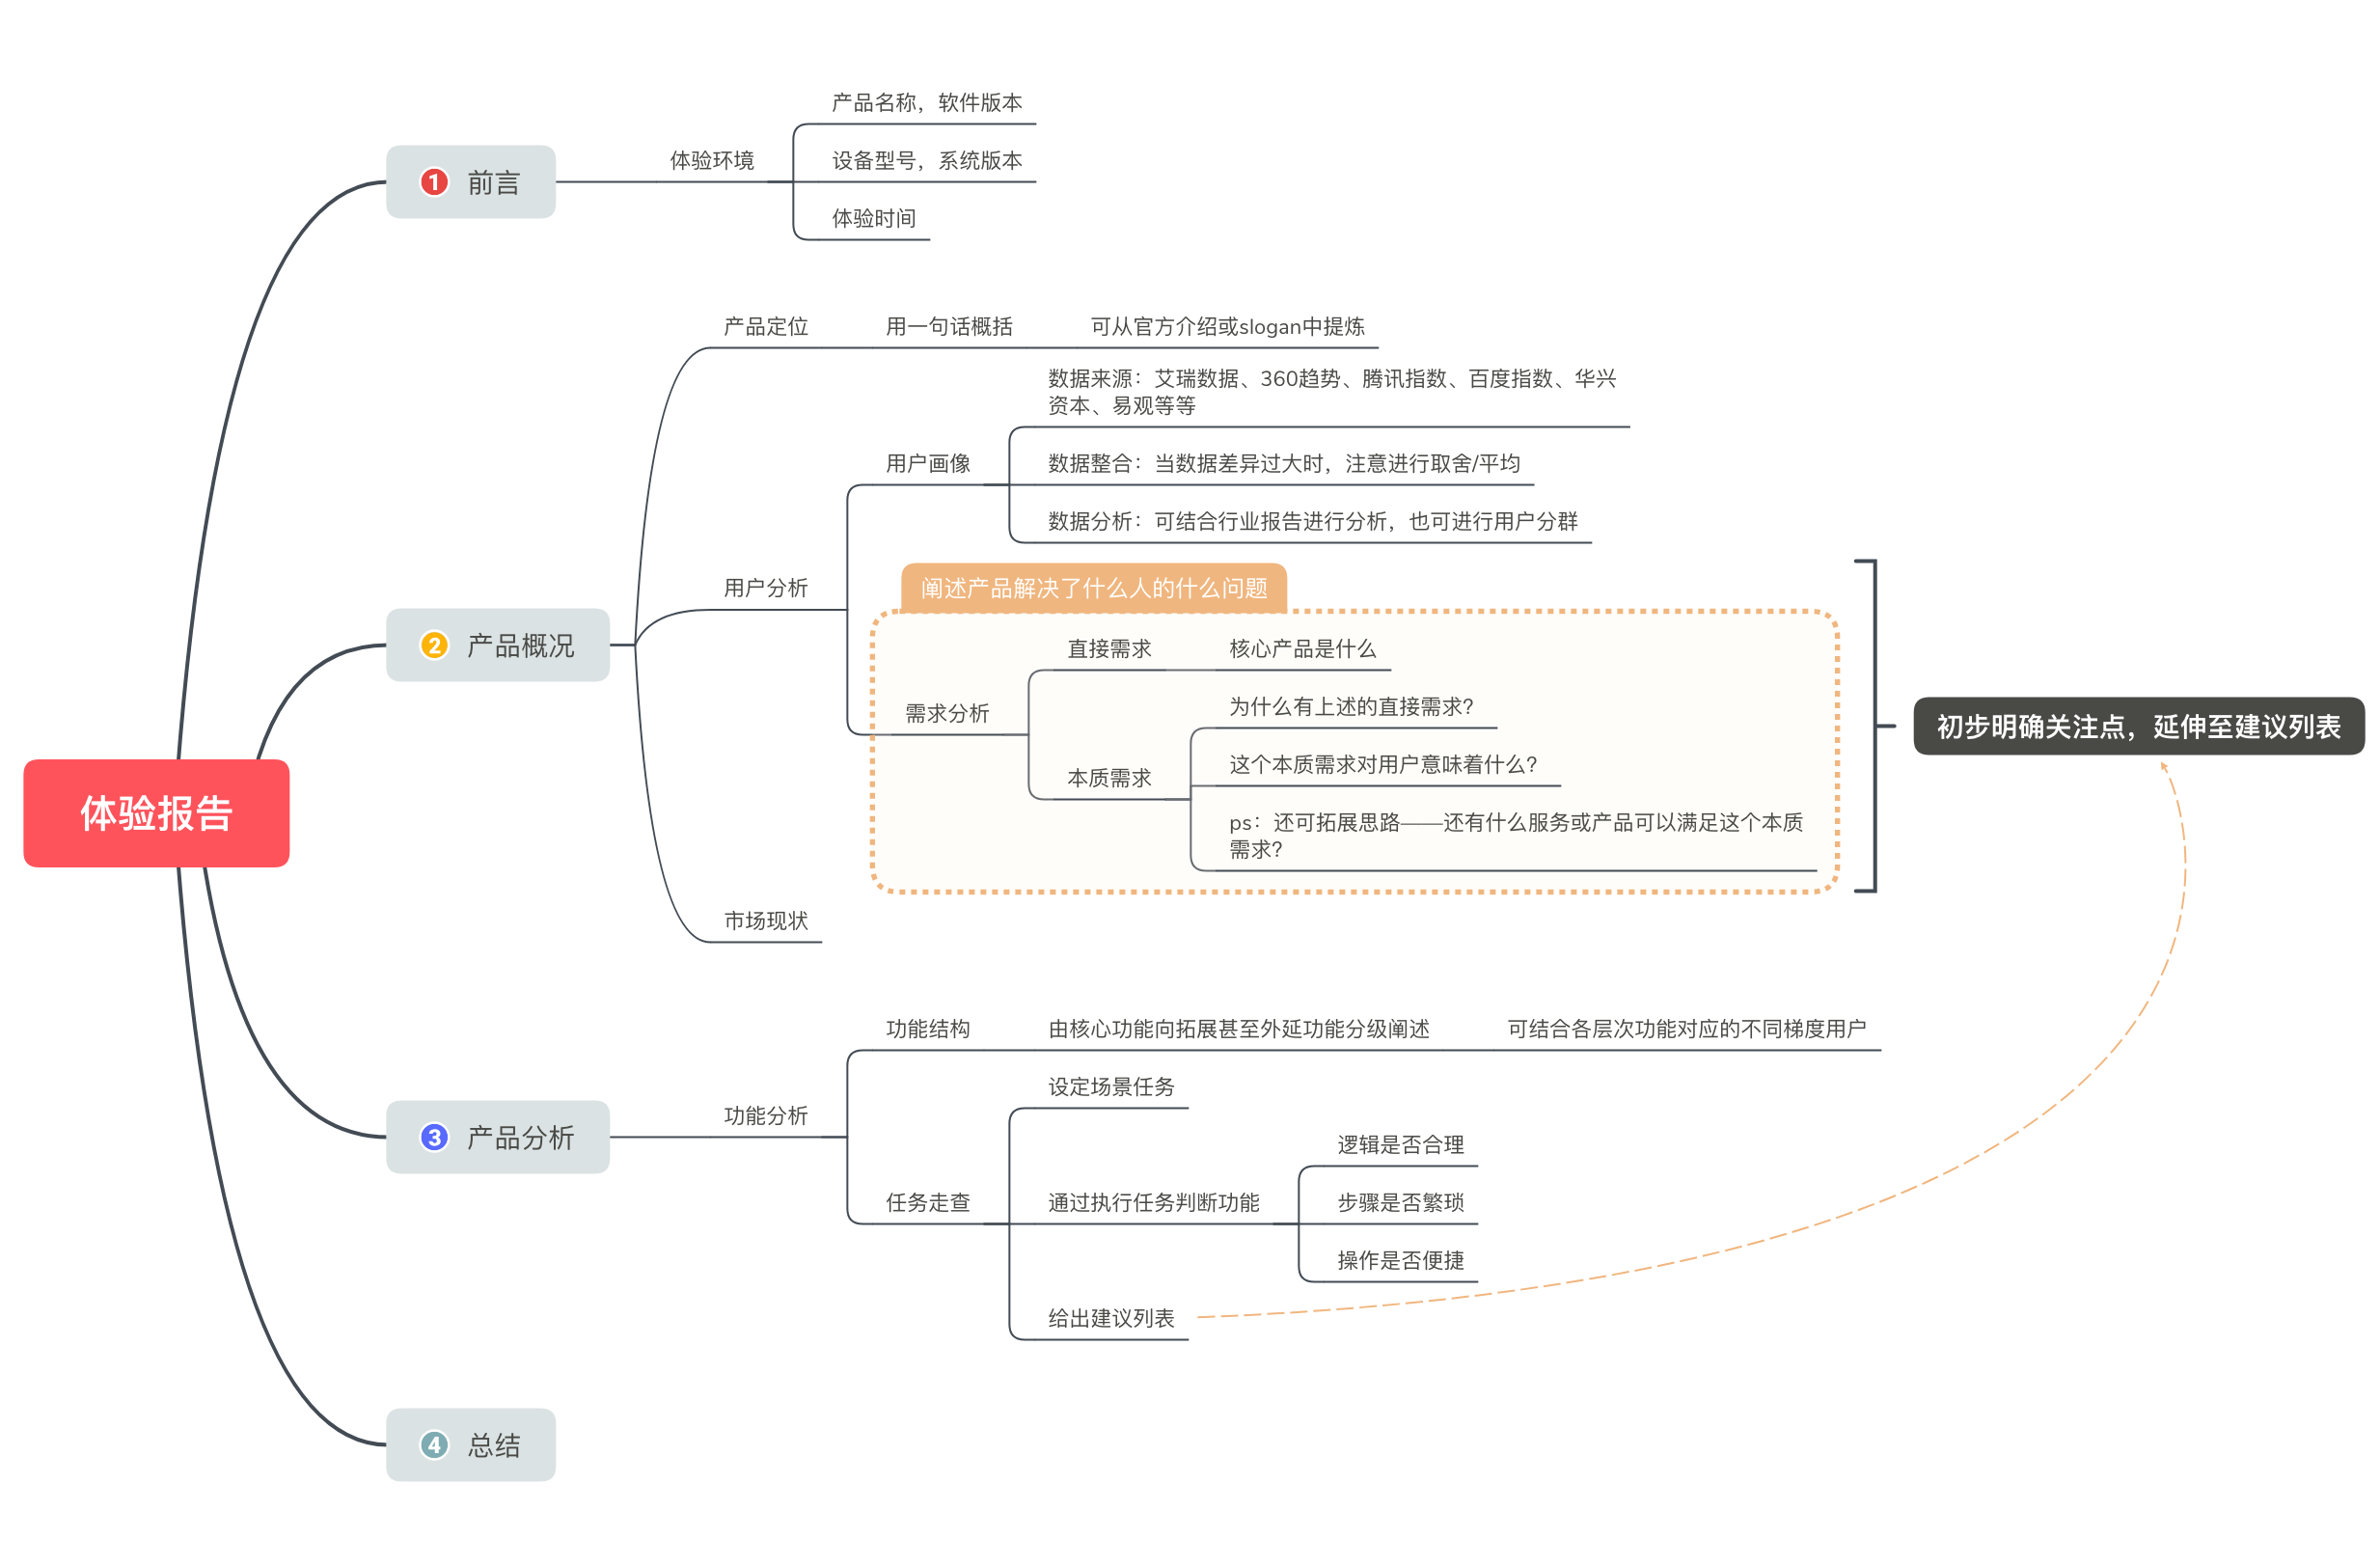 体验报告
1 前言
体验环境
产品名称，软件版本
设备型号，系统版本
体验时间
2 产品概况
产品定位
用一句话概括
可从官方介绍或slogan中提炼
用户分析
用户画像
数据来源：艾瑞数据、360趋势、腾讯指数、百度指数、华兴
资本、易观等等
数据整合：当数据差异过大时，注意进行取舍/平均
数据分析：可结合行业报告进行分析，也可进行用户分群
阐述产品解决了什么人的什么问题
需求分析
直接需求
核心产品是什么
本质需求
为什么有上述的直接需求？
这个本质需求对用户意味着什么？
ps：还可拓展思路——还有什么服务或产品可以满足这个本质
需求？
初步明确关注点，延伸至建议列表
市场现状
3 产品分析
功能分析
功能结构
由核心功能向拓展甚至外延功能分级阐述
可结合各层次功能对应的不同梯度用户
任务走查
设定场景任务
通过执行任务判断功能
逻辑是否合理
步骤是否繁琐
操作是否便捷
给出建议列表
4 总结